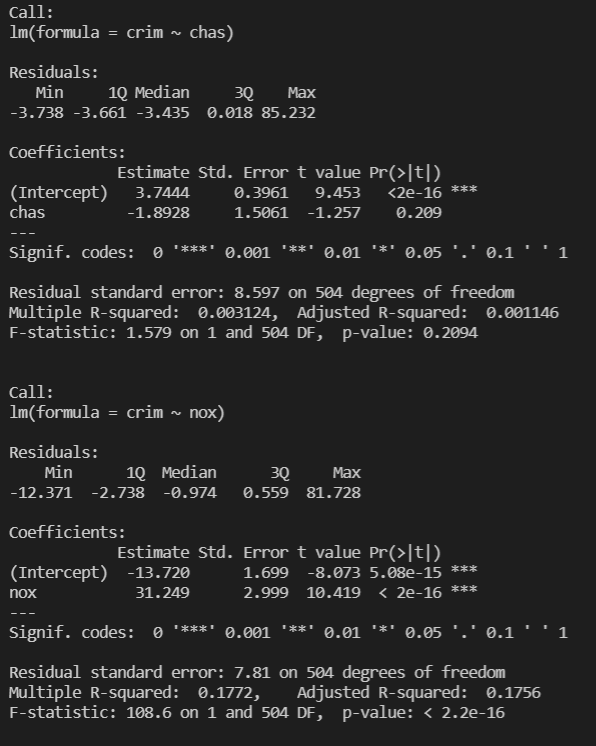 Call:
lm(formula = crim ~ chas)
Residuals:
   Min     1Q Median     3Q    Max
-3.738 -3.661 -3.435  0.018 85.232
Coefficients:
            Estimate Std. Error t value Pr(>|t|)
(Intercept)   3.7444     0.3961   9.453   <2e-16 ***
chas         -1.8928     1.5061  -1.257    0.209
---
Signif. codes:  0 '***' 0.001 '**' 0.01 '*' 0.05 '.' 0.1 ' ' 1
Residual standard error: 8.597 on 504 degrees of freedom
Multiple R-squared:  0.003124,  Adjusted R-squared:  0.001146
F-statistic: 1.579 on 1 and 504 DF,  p-value: 0.2094
Call:
lm(formula = crim ~ nox)
Residuals:
    Min      1Q  Median      3Q     Max
-12.371  -2.738  -0.974   0.559  81.728
Coefficients:
            Estimate Std. Error t value Pr(>|t|)
(Intercept)  -13.720      1.699  -8.073 5.08e-15 ***
nox           31.249      2.999  10.419  < 2e-16 ***
---
Signif. codes:  0 '***' 0.001 '**' 0.01 '*' 0.05 '.' 0.1 ' ' 1
Residual standard error: 7.81 on 504 degrees of freedom
Multiple R-squared:  0.1772,    Adjusted R-squared:  0.1756
F-statistic: 108.6 on 1 and 504 DF,  p-value: < 2.2e-16